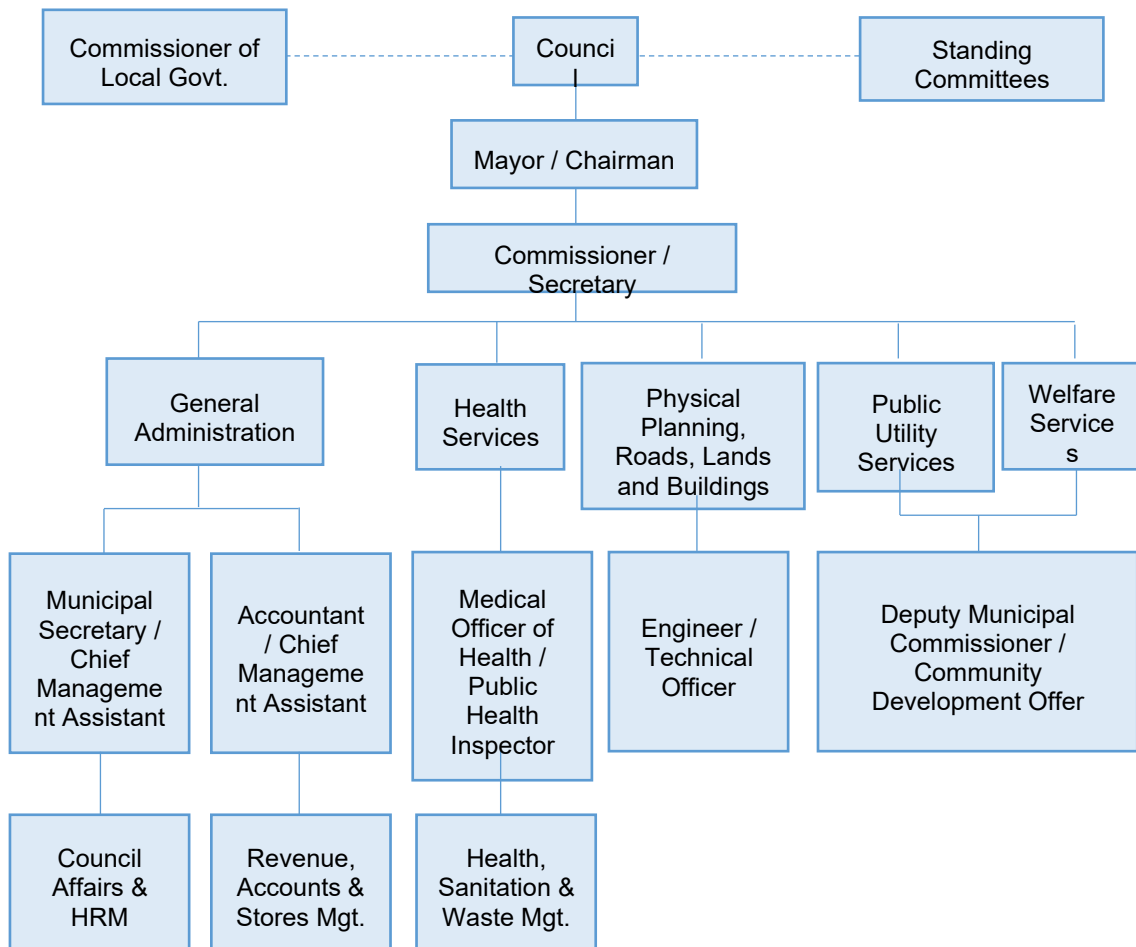 Commissioner of
Local Govt.
Counci
l
Standing
Committees
Mayor / Chairman
Commissioner /
Secretary
General
Administration
Health
Services
Physical
Planning,
Roads, Lands
and Buildings
Public
Utility
Services
Welfare
Service
s
Municipal
Secretary /
Chief
Manageme
nt Assistant
Accountant
/ Chief
Manageme
nt Assistant
Medical
Officer of
Health /
Public
Health
Inspector
Engineer /
Technical
Officer
Deputy Municipal
Commissioner /
Community
Development Offer
Council
Affairs &
HRM
Revenue,
Accounts &
Stores Mgt.
Health,
Sanitation &
Waste Mgt.